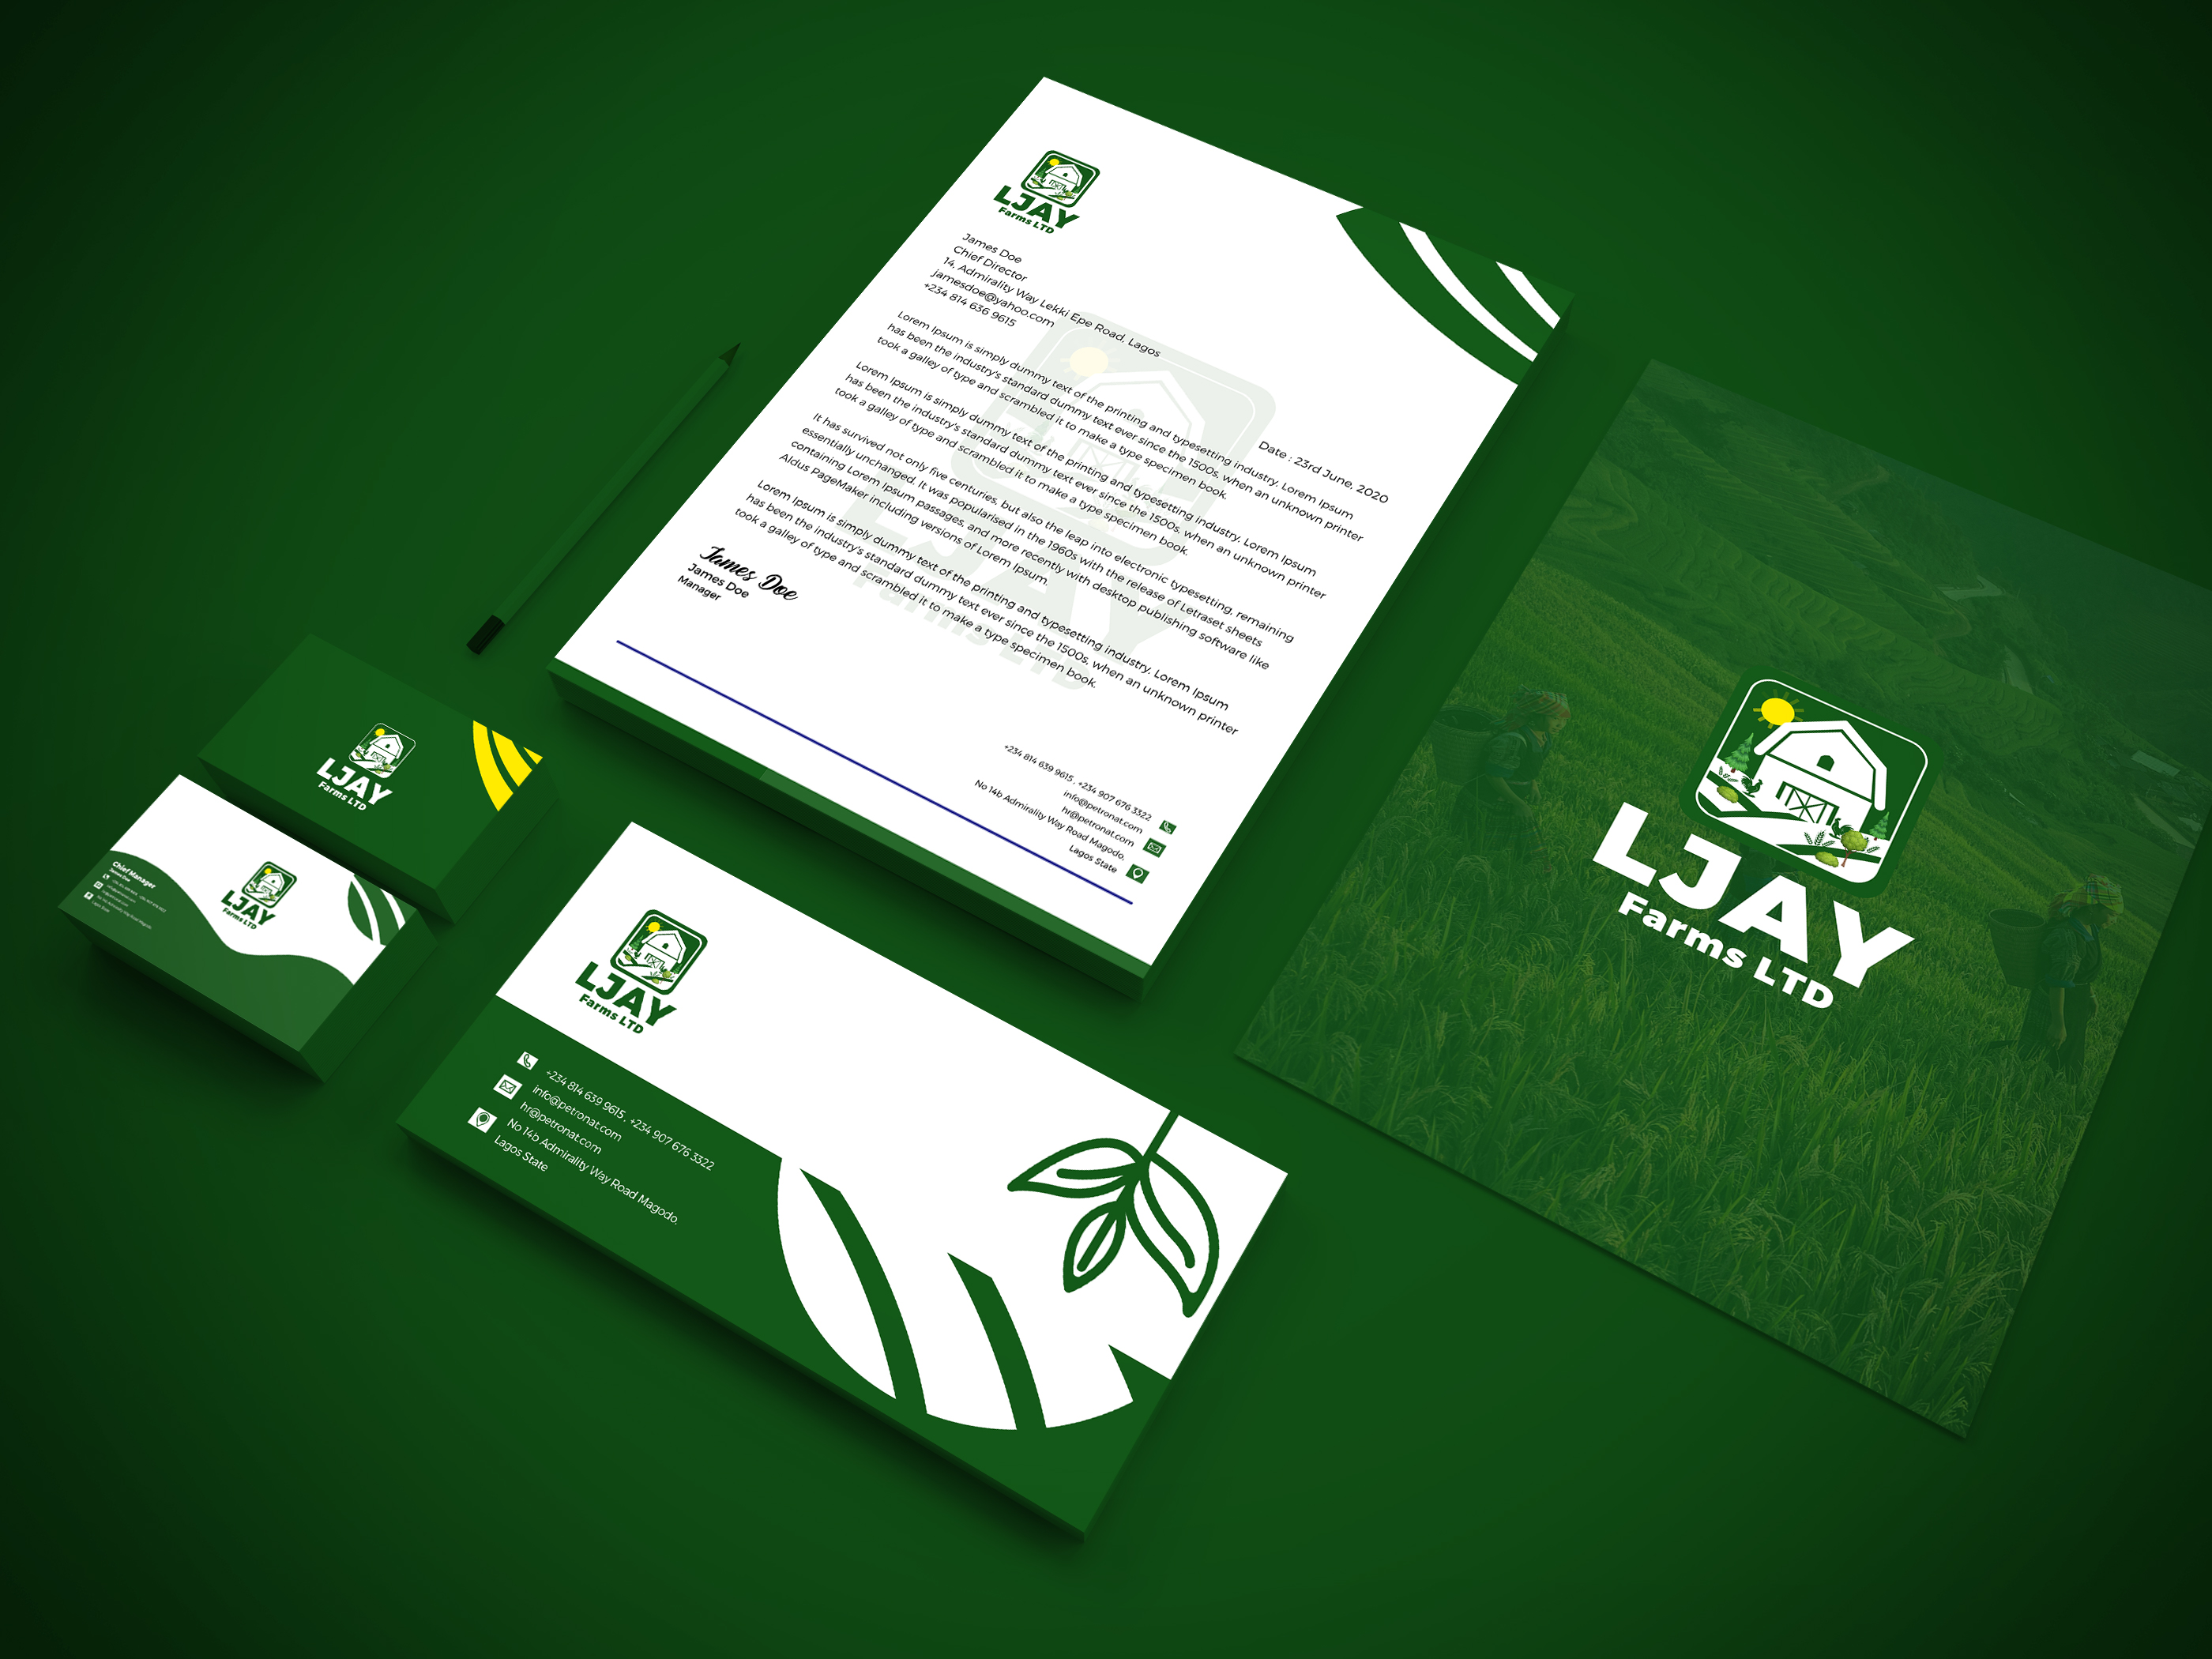 LJAY
Farms LTD
James Doe
Chief Director
14, Admirality Way Lekki Epe Road, Lagos
jamesdoe@yahoo.com
+234 814 636 9615
Date : 23rd June, 2020
Lorem Ipsum is simply dummy text of the printing and typesetting industry. Lorem Ipsum
has been the industry's standard dummy text ever since the 1500s, when an unknown printer
took a galley of type and scrambled it to make a type specimen book.
Lorem Ipsum is simply dummy text of the printing and typesetting industry. Lorem Ipsum
has been the industry's standard dummy text ever since the 1500s, when an unknown printer
took a galley of type and scrambled it to make a type specimen book.
It has survived not only five centuries, but also the leap into electronic typesetting, remaining
essentially unchanged. It was popularised in the 1960s with the release of Letraset sheets
containing Lorem Ipsum passages, and more recently with desktop publishing software like
Aldus PageMaker including versions of Lorem Ipsum.
Lorem Ipsum is simply dummy text of the printing and typesetting industry. Lorem Ipsum
has been the industry's standard dummy text ever since the 1500s, when an unknown printer
took a galley of type and scrambled it to make a type specimen book.
James Doe
James Doe
Manager
LJAY
Farms LTD
+234 814 639 9615 , +234 907 676 3322
info@petronat.com
hr@petronat.com
No 14b Admirality Way Road Magodo,
Lagos State
LJAY
Farms LTD
LJAY
Farms LTD
Chief Manager
LJAY
Farms LTD
LJAY
Farms LTD
+234 814 639 9615 , +234 907 676 3322
info@petronat.com
hr@petronat.com
No 14b Admirality Way Road Magodo,
Lagos State